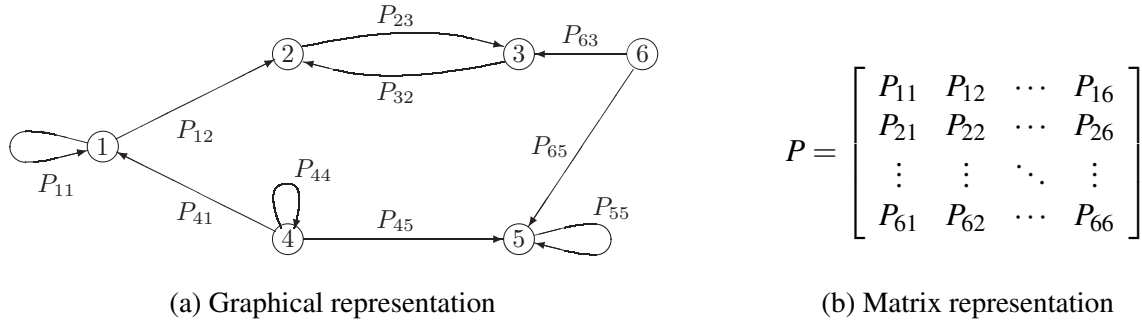 P23
2 3 P63 6
P32
P12
1
P65
P11
P44
P41
P45
P55
4 5
P = [ P11 P12 ⋯ P16
P21 P22 ⋯ P26
⋮ ⋮ ⋱ ⋮
P61 P62 ⋯ P66 ]
(a) Graphical representation
(b) Matrix representation